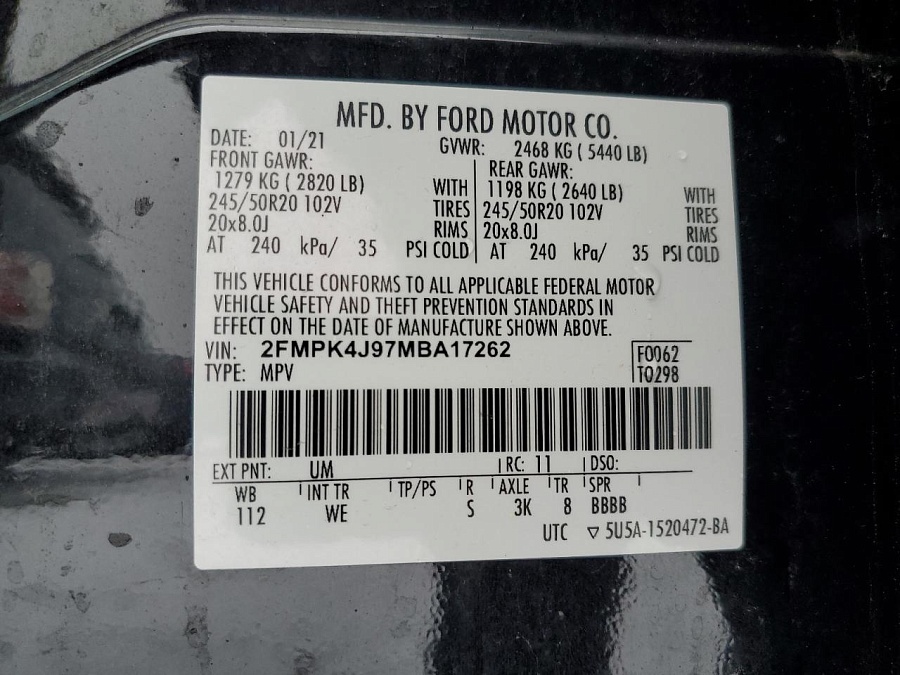 MFD. BY FORD MOTOR CO.
DATE: 01/21 GVWR: 2468 KG ( 5440 LB)
FRONT GAWR: REAR GAWR:
1279 KG ( 2820 LB) WITH 1198 KG ( 2640 LB) WITH
245/50R20 102V TIRES 245/50R20 102V TIRES
20x8.0J RIMS 20x8.0J RIMS
AT 240 kPa/ 35 PSI COLD AT 240 kPa/ 35 PSI COLD
THIS VEHICLE CONFORMS TO ALL APPLICABLE FEDERAL MOTOR
VEHICLE SAFETY AND THEFT PREVENTION STANDARDS IN
EFFECT ON THE DATE OF MANUFACTURE SHOWN ABOVE.
VIN: 2FMPK4J97MBA17262 F0062
TYPE: MPV T0298
EXT PNT: UM RC: 11 DSO:
WB INT TR TP/PS R AXLE TR SPR
112 WE S 3K 8 BBBB
UTC ▽ 5U5A-1520472-BA